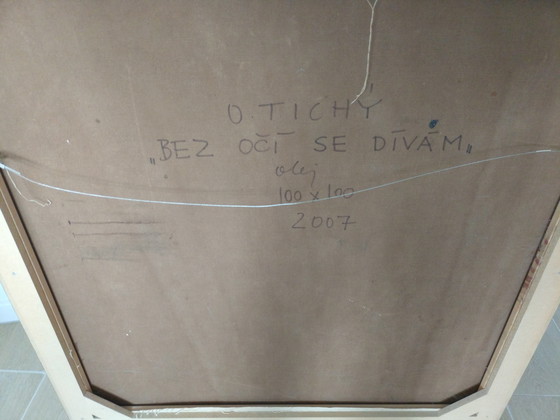 O. TICHÝ
„BEZ OČÍ SE DÍVÁM„
olej
100 x 100
2007